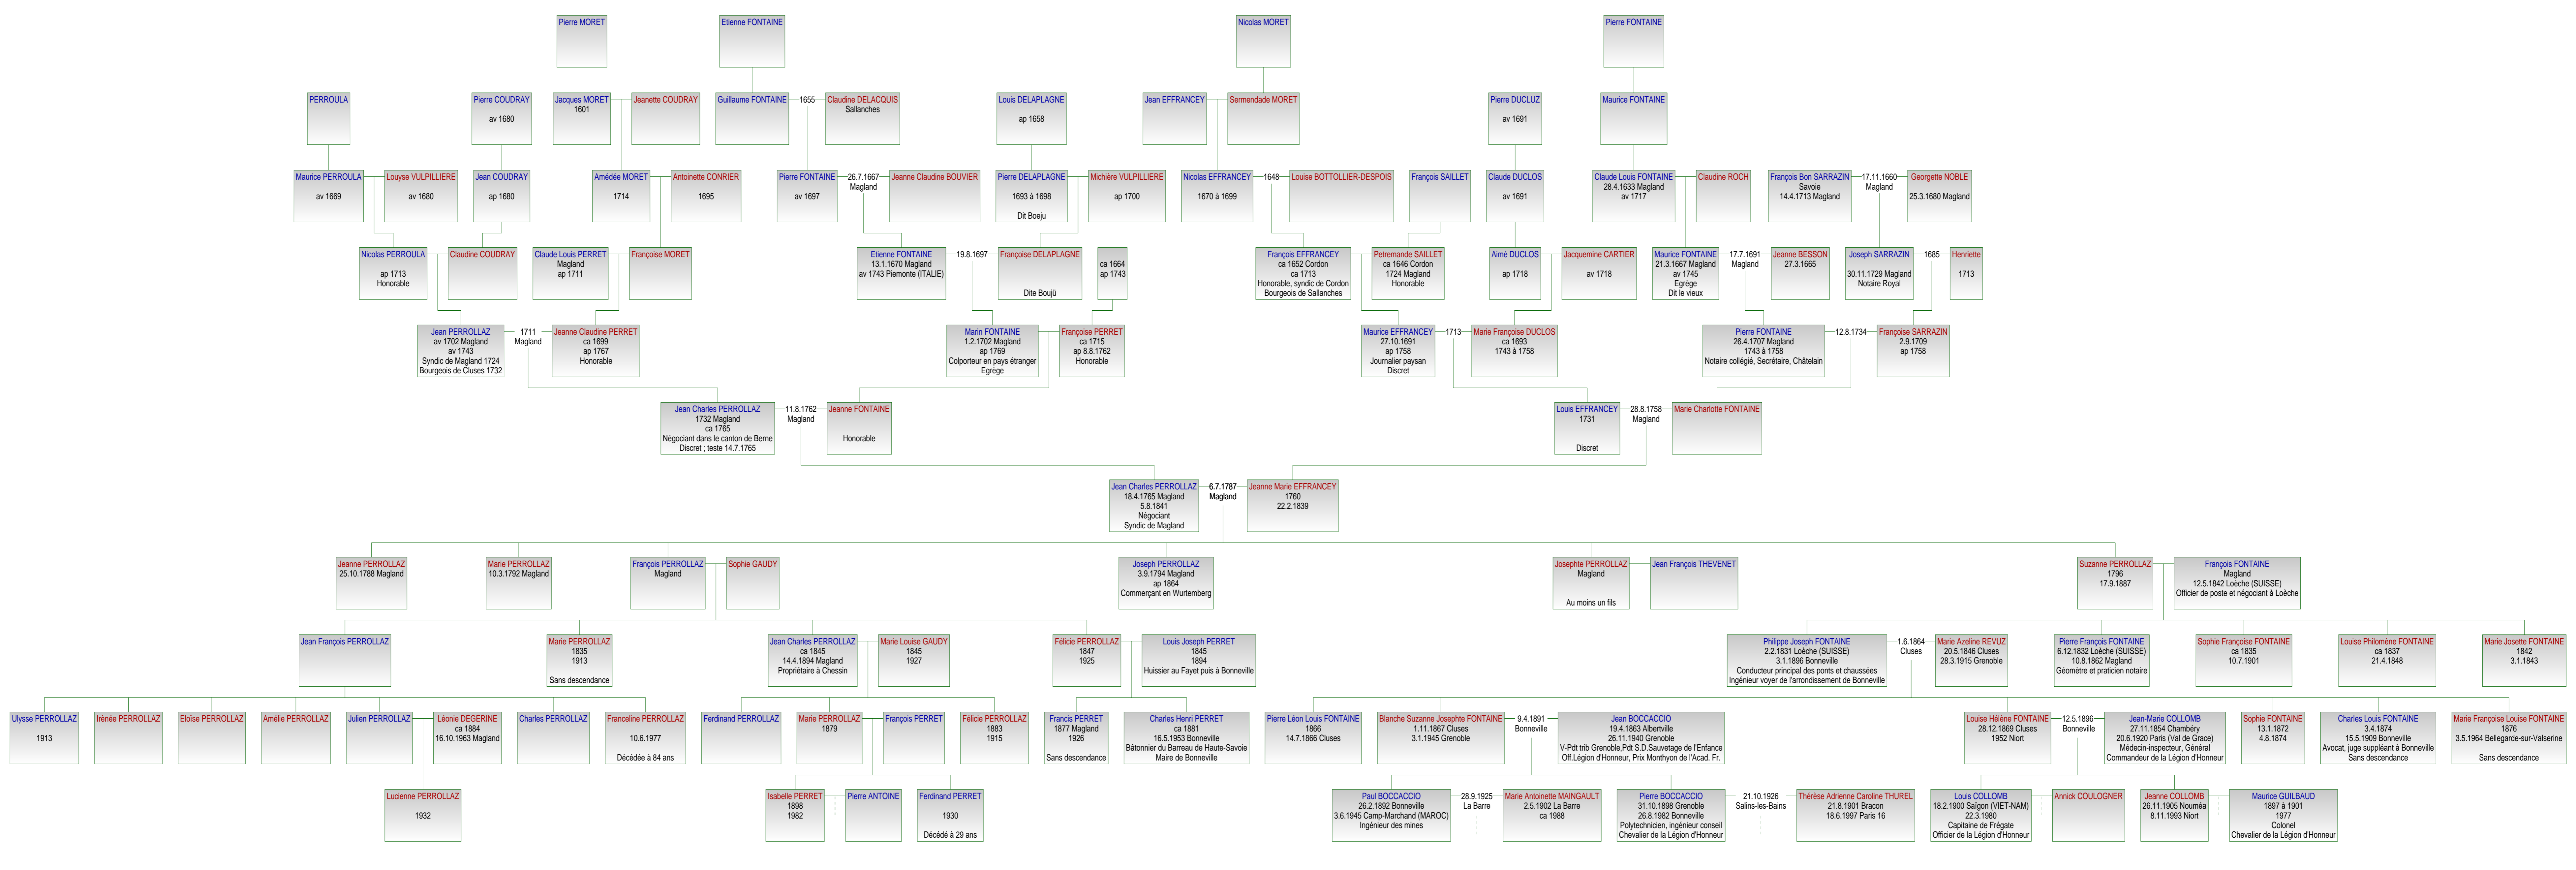 Pierre MORET
Etienne FONTAINE
Nicolas MORET
Pierre FONTAINE
PERROULA
Pierre COUDRAY
av 1680
Jacques MORET
1601
Jeanette COUDRAY
Guillaume FONTAINE
1655
Claudine DELACQUIS
Sallanches
Louis DELAPLAGNE
ap 1658
Jean EFFRANCEY
Sermendade MORET
Pierre DUCLUZ
av 1691
Maurice FONTAINE
Maurice PERROULA
av 1669
Louyse VULPILLIERE
av 1680
Jean COUDRAY
ap 1680
Amédée MORET
1714
Antoinette CONRIER
1695
Pierre FONTAINE
av 1697
26.7.1667
Magland
Jeanne Claudine BOUVIER
Pierre DELAPLAGNE
1693 à 1698
Dit Boeju
Michière VULPILLIERE
ap 1700
Nicolas EFFRANCEY
1670 à 1699
1648
Louise BOTTOLLIER-DESPOIS
François SAILLET
Claude DUCLOS
av 1691
Claude Louis FONTAINE
28.4.1633 Magland
av 1717
Claudine ROCH
François Bon SARRAZIN
Savoie
14.4.1713 Magland
17.11.1660
Magland
Georgette NOBLE
25.3.1680 Magland
Nicolas PERROULA
ap 1713
Honorable
Claudine COUDRAY
Claude Louis PERRET
Magland
ap 1711
Françoise MORET
Etienne FONTAINE
13.1.1670 Magland
av 1743 Piemonte (ITALIE)
19.8.1697
Françoise DELAPLAGNE
Dite Boujü
ca 1664
ap 1743
François EFFRANCEY
ca 1652 Cordon
ca 1713
Honorable, syndic de Cordon
Bourgeois de Sallanches
Petremande SAILLET
ca 1646 Cordon
1724 Magland
Honorable
Aimé DUCLOS
ap 1718
Jacquemine CARTIER
av 1718
Maurice FONTAINE
21.3.1667 Magland
av 1745
Egrège
Dit le vieux
17.7.1691
Magland
Jeanne BESSON
27.3.1665
Joseph SARRAZIN
30.11.1729 Magland
Notaire Royal
1685
Henriette
1713
Jean PERROLLAZ
av 1702 Magland
av 1743
Syndic de Magland 1724
Bourgeois de Cluses 1732
1711
Magland
Jeanne Claudine PERRET
ca 1699
ap 1767
Honorable
Marin FONTAINE
1.2.1702 Magland
ap 1769
Colporteur en pays étranger
Egrège
Françoise PERRET
ca 1715
ap 8.8.1762
Honorable
Maurice EFFRANCEY
27.10.1691
ap 1758
Journalier paysan
Discret
1713
Marie Françoise DUCLOS
ca 1693
1743 à 1758
Pierre FONTAINE
26.4.1707 Magland
1743 à 1758
Notaire collégié, Secrétaire, Châtelain
12.8.1734
Françoise SARRAZIN
2.9.1709
ap 1758
Jean Charles PERROLLAZ
1732 Magland
ca 1765
Négociant dans le canton de Berne
Discret ; teste 14.7.1765
11.8.1762
Magland
Jeanne FONTAINE
Honorable
Louis EFFRANCEY
1731
Discret
28.8.1758
Magland
Marie Charlotte FONTAINE
Jean Charles PERROLLAZ
18.4.1765 Magland
5.8.1841
Négociant
Syndic de Magland
6.7.1787
Magland
Jeanne Marie EFFRANCEY
1760
22.2.1839
Jeanne PERROLLAZ
25.10.1788 Magland
Marie PERROLLAZ
10.3.1792 Magland
François PERROLLAZ
Magland
Sophie GAUDY
Joseph PERROLLAZ
3.9.1794 Magland
ap 1864
Commerçant en Wurtemberg
Josephte PERROLLAZ
Magland
Au moins un fils
Jean François THEVENET
Suzanne PERROLLAZ
1796
17.9.1887
François FONTAINE
Magland
12.5.1842 Loèche (SUISSE)
Officier de poste et négociant à Loèche
Jean François PERROLLAZ
Marie PERROLLAZ
1835
1913
Sans descendance
Jean Charles PERROLLAZ
ca 1845
14.4.1894 Magland
Propriétaire à Chessin
Marie Louise GAUDY
1845
1927
Félicie PERROLLAZ
1847
1925
Louis Joseph PERRET
1845
1894
Huissier au Fayet puis à Bonneville
Philippe Joseph FONTAINE
2.2.1831 Loèche (SUISSE)
3.1.1896 Bonneville
Conducteur principal des ponts et chaussées
Ingénieur voyer de l'arrondissement de Bonneville
1.6.1864
Cluses
Marie Azeline REVUZ
20.5.1846 Cluses
28.3.1915 Grenoble
Pierre François FONTAINE
6.12.1832 Loèche (SUISSE)
10.8.1862 Magland
Géomètre et praticien notaire
Sophie Françoise FONTAINE
ca 1835
10.7.1901
Louise Philomène FONTAINE
ca 1837
21.4.1848
Marie Josette FONTAINE
1842
3.1.1843
Ulysse PERROLLAZ
1913
Irènée PERROLLAZ
Eloïse PERROLLAZ
Amélie PERROLLAZ
Julien PERROLLAZ
Léonie DEGERINE
ca 1884
16.10.1963 Magland
Charles PERROLLAZ
Franceline PERROLLAZ
10.6.1977
Décédée à 84 ans
Ferdinand PERROLLAZ
Marie PERROLLAZ
1879
François PERRET
Félicie PERROLLAZ
1883
1915
Francis PERRET
1877 Magland
1926
Sans descendance
Charles Henri PERRET
ca 1881
16.5.1953 Bonneville
Bâtonnier du Barreau de Haute-Savoie
Maire de Bonneville
Pierre Léon Louis FONTAINE
1866
14.7.1866 Cluses
Blanche Suzanne Josephte FONTAINE
1.11.1867 Cluses
3.1.1945 Grenoble
9.4.1891
Bonneville
Jean BOCCACCIO
19.4.1863 Albertville
26.11.1940 Grenoble
V-Pdt trib Grenoble,Pdt S.D.Sauvetage de l'Enfance
Off.Légion d'Honneur, Prix Monthyon de l'Acad. Fr.
Louise Hélène FONTAINE
28.12.1869 Cluses
1952 Niort
12.5.1896
Bonneville
Jean-Marie COLLOMB
27.11.1854 Chambéry
20.6.1920 Paris (Val de Grace)
Médecin-inspecteur, Général
Commandeur de la Légion d'Honneur
Sophie FONTAINE
13.1.1872
4.8.1874
Charles Louis FONTAINE
3.4.1874
15.5.1909 Bonneville
Avocat, juge suppléant à Bonneville
Sans descendance
Marie Françoise Louise FONTAINE
1876
3.5.1964 Bellegarde-sur-Valserine
Sans descendance
Lucienne PERROLLAZ
1932
Isabelle PERRET
1898
1982
Pierre ANTOINE
Ferdinand PERRET
1930
Décédé à 29 ans
Paul BOCCACCIO
26.2.1892 Bonneville
3.6.1945 Camp-Marchand (MAROC)
Ingénieur des mines
28.9.1925
La Barre
Marie Antoinette MAINGAULT
2.5.1902 La Barre
ca 1988
Pierre BOCCACCIO
31.10.1898 Grenoble
26.8.1982 Bonneville
Polytechnicien, ingénieur conseil
Chevalier de la Légion d'Honneur
21.10.1926
Salins-les-Bains
Thérèse Adrienne Caroline THUREL
21.8.1901 Bracon
18.6.1997 Paris 16
Louis COLLOMB
18.2.1900 Saïgon (VIET-NAM)
22.3.1980
Capitaine de Frégate
Officier de la Légion d'Honneur
Annick COULOGNER
Jeanne COLLOMB
26.11.1905 Nouméa
8.11.1993 Niort
Maurice GUILBAUD
1897 à 1901
1977
Colonel
Chevalier de la Légion d'Honneur